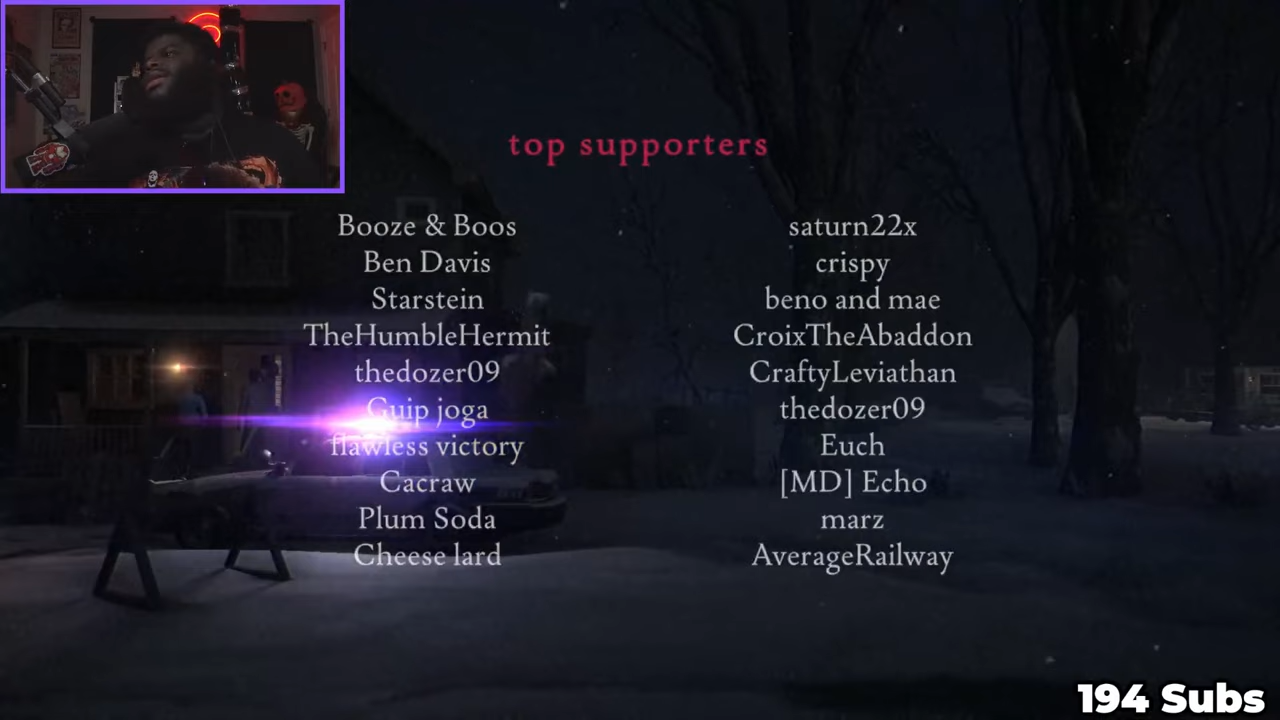 top supporters
Booze & Boos
Ben Davis
Starstein
TheHumbleHermit
thedozer09
Guip joga
flawless victory
Cacraw
Plum Soda
Cheese lard
saturn22x
crispy
beno and mae
CroixTheAbaddon
CraftyLeviathan
thedozer09
Euch
[MD] Echo
marz
AverageRailway
194 Subs